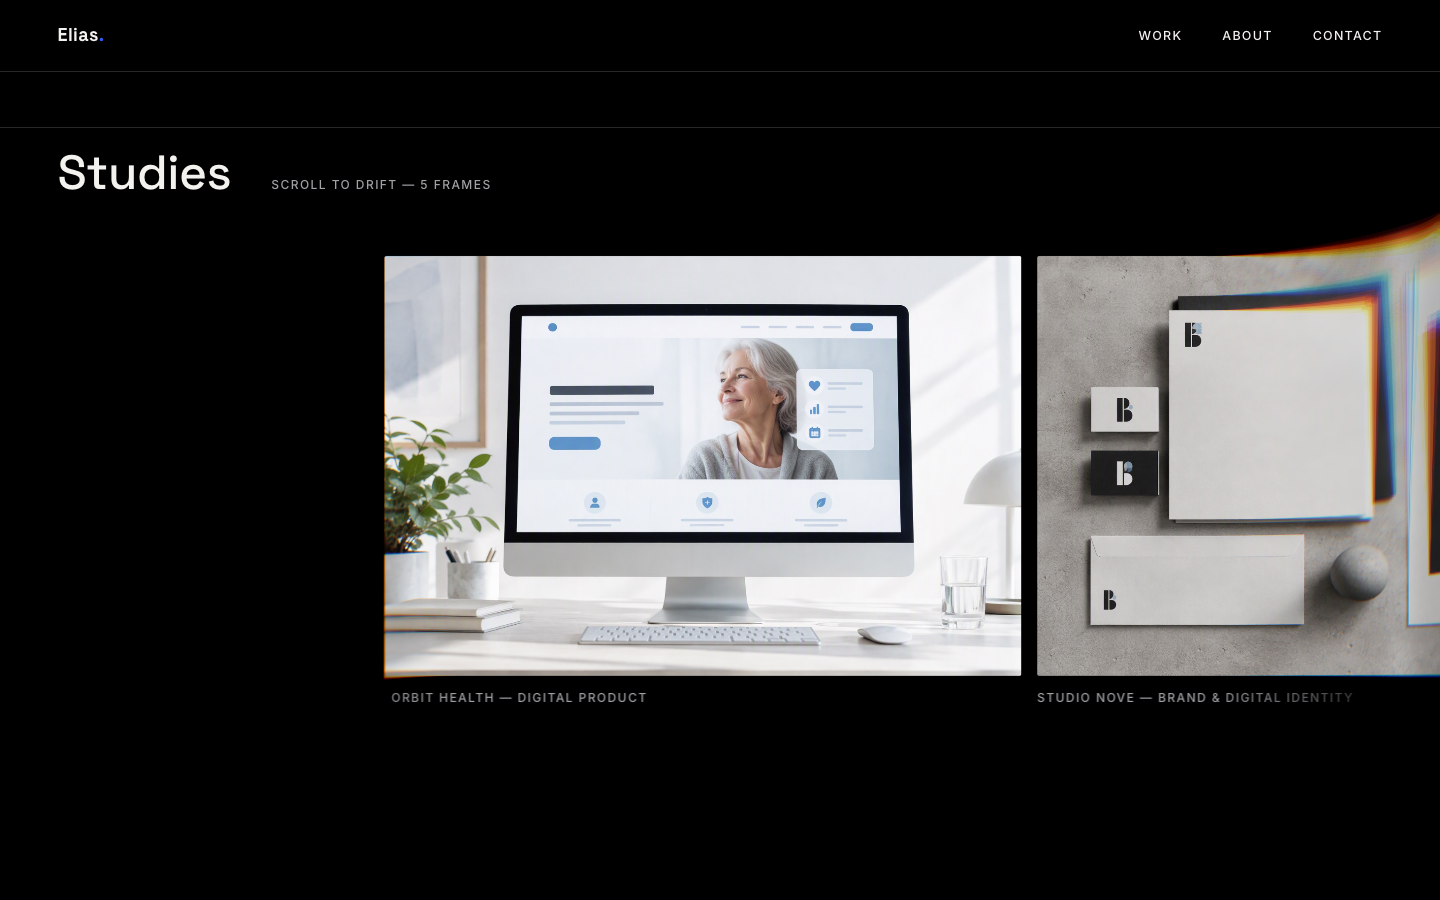 Elias.
WORK
ABOUT
CONTACT
Studies
SCROLL TO DRIFT — 5 FRAMES
B
B
B
B
ORBIT HEALTH — DIGITAL PRODUCT
STUDIO NOVE — BRAND & DIGITAL IDENTITY